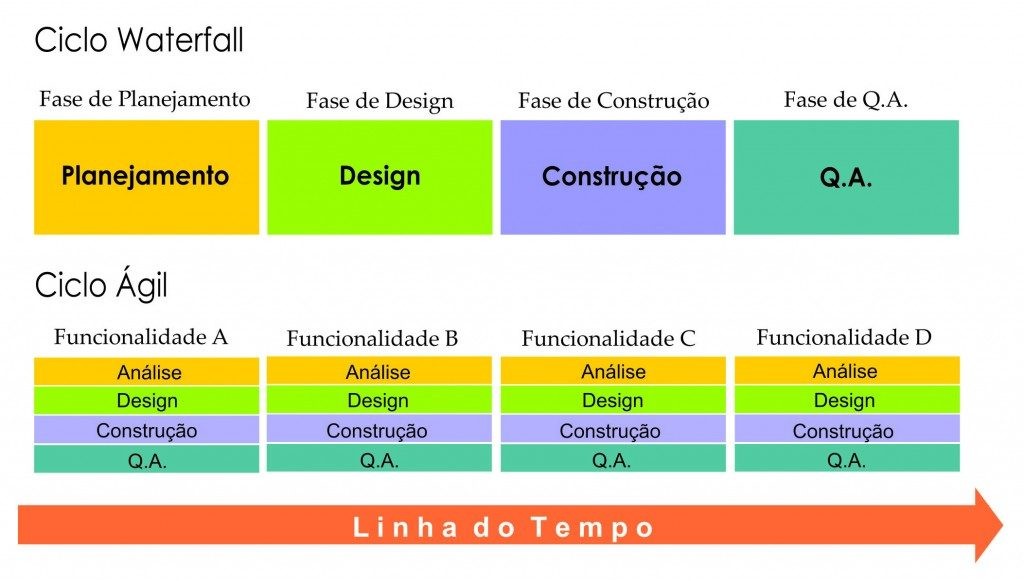 Ciclo Waterfall
Fase de Planejamento Fase de Design Fase de Construção Fase de Q.A.
Planejamento Design Construção Q.A.
Ciclo Ágil
Funcionalidade A Funcionalidade B Funcionalidade C Funcionalidade D
Análise Análise Análise Análise
Design Design Design Design
Construção Construção Construção Construção
Q.A. Q.A. Q.A. Q.A.
Linha do Tempo